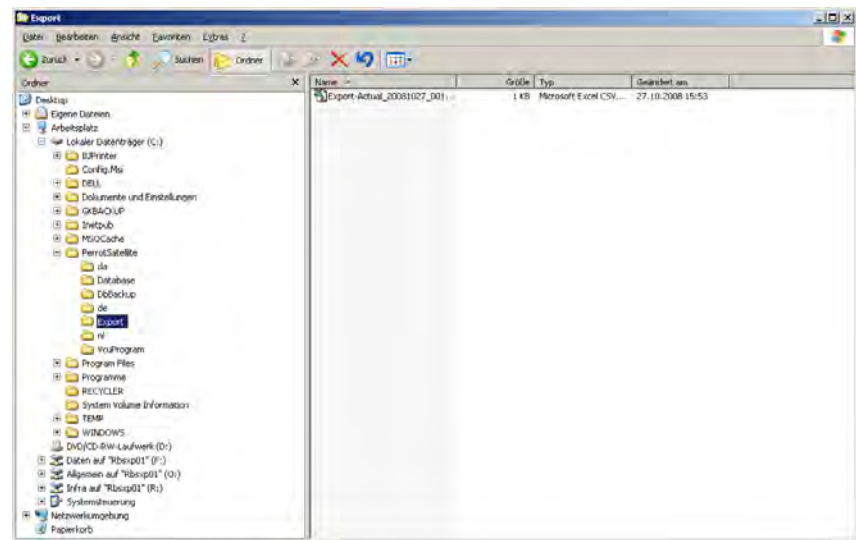 Export
Datei Bearbeiten Ansicht Favoriten Extras ?
Zurück Suchen Ordner
Ordner
Name Größe Typ Geändert am
Export-Actual_20081027_001... 1 KB Microsoft Excel CSV... 27.10.2008 15:53
Desktop
Eigene Dateien
Arbeitsplatz
Lokaler Datenträger (C:)
Config.Msi
DELL
Dokumente und Einstellungen
GKBACKUP
Inetpub
MSOCache
PerrotSatellite
da
Database
DbBackup
de
Export
nl
VcuProgram
Program Files
Programme
RECYCLER
System Volume Information
TEMP
WINDOWS
DVD/CD-RW-Laufwerk (D:)
Daten auf "Rbsxp01" (F:)
Allgemein auf "Rbsxp01" (O:)
Infra auf "Rbsxp01" (R:)
Systemsteuerung
Netzwerkumgebung
Papierkorb